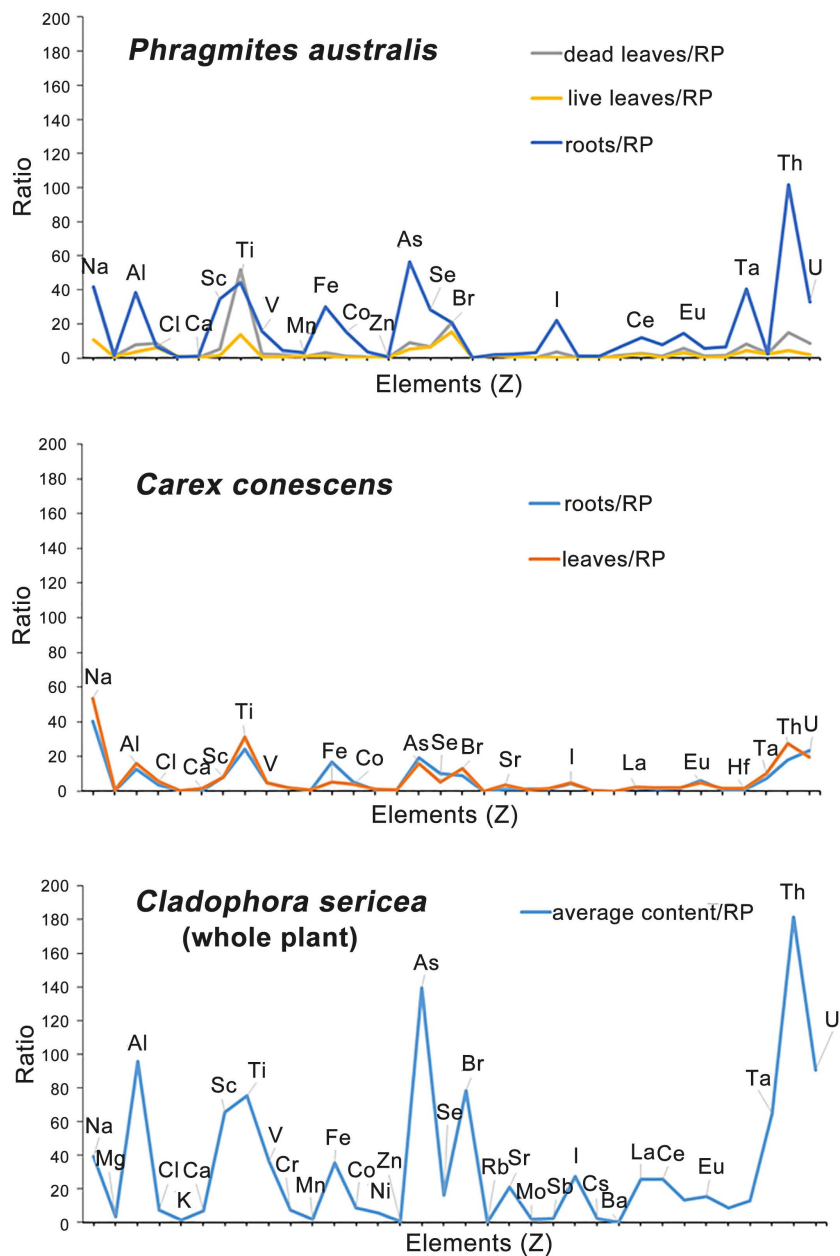 200
180
160
140
120
100
80
60
40
20
0
Ratio
Phragmites australis
dead leaves/RP
live leaves/RP
roots/RP
Na
Al
Cl
Ca
Sc
Ti
V
Mn
Fe
Co
Zn
As
Se
Br
I
Ce
Eu
Ta
Th
U
Elements (Z)
200
180
160
140
120
100
80
60
40
20
0
Ratio
Carex conescens
roots/RP
leaves/RP
Na
Al
Cl
Ca
Sc
Ti
V
Fe
Co
As
Se
Br
Sr
I
La
Eu
Hf
Ta
Th
U
Elements (Z)
200
180
160
140
120
100
80
60
40
20
0
Ratio
Cladophora sericea
(whole plant)
average content/RP
Na
Mg
Al
Cl
K
Ca
Sc
Ti
V
Cr
Mn
Fe
Co
Ni
Zn
As
Se
Br
Rb
Sr
Mo
Sb
I
Cs
Ba
La
Ce
Eu
Ta
Th
U
Elements (Z)